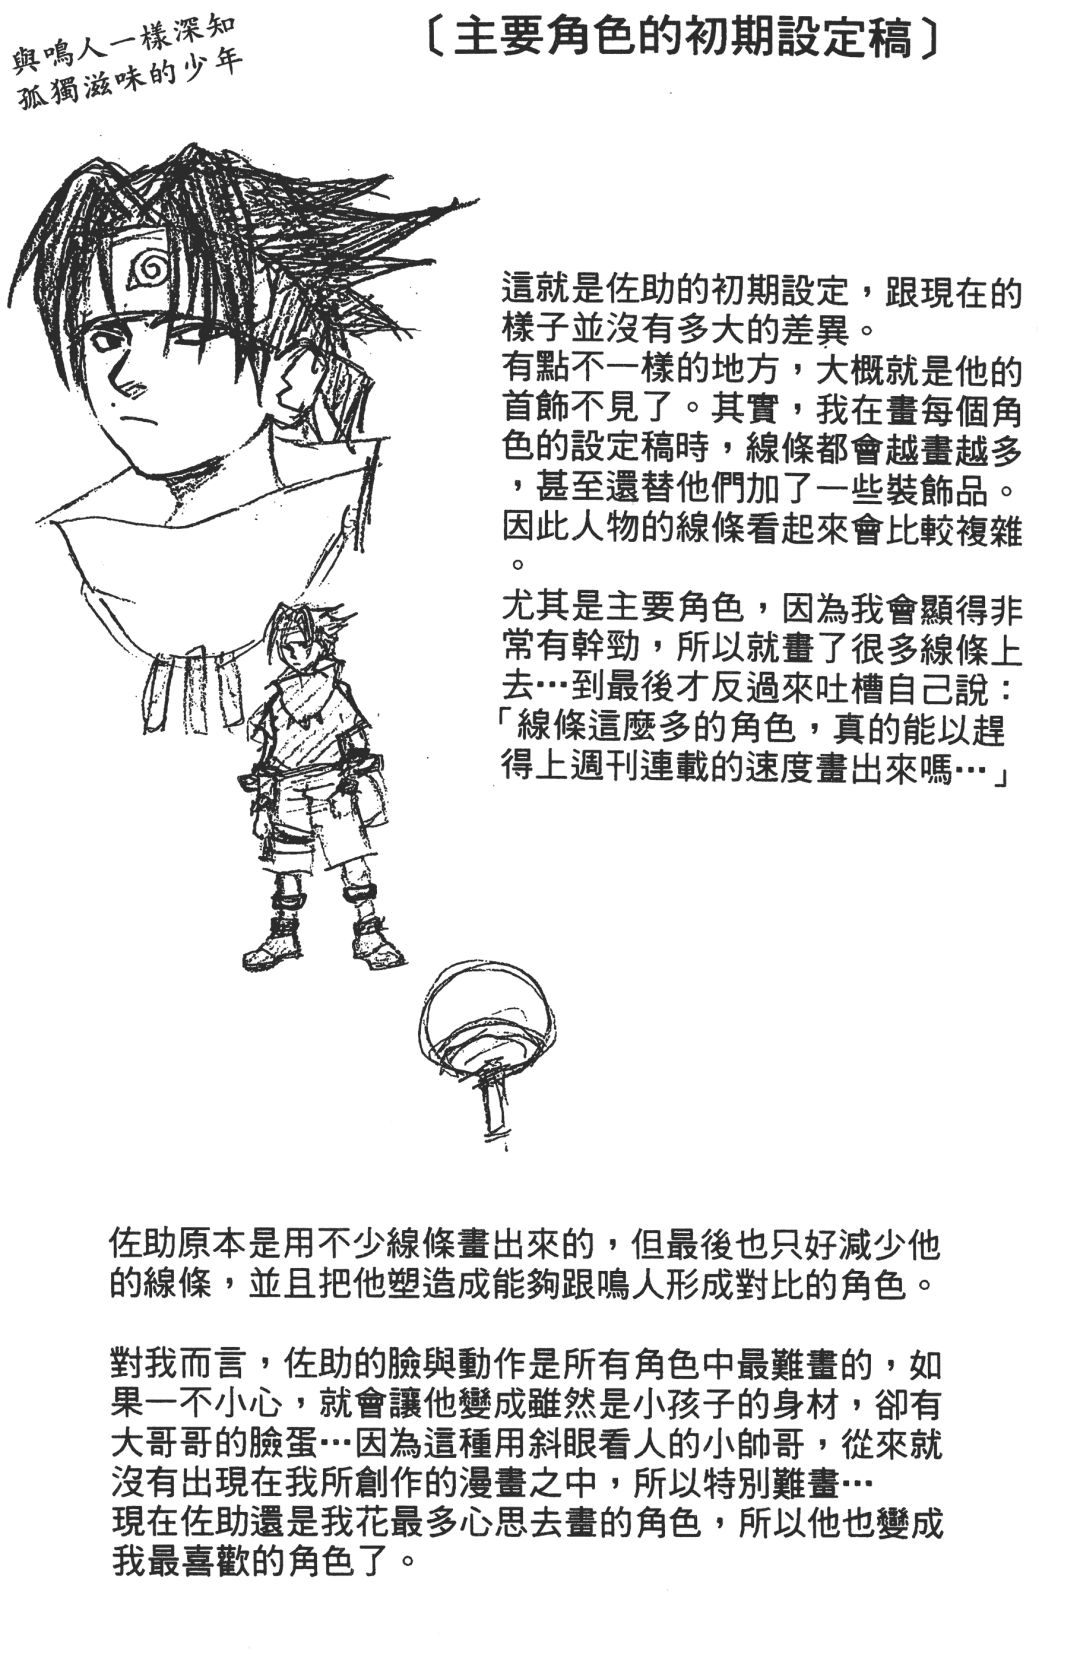 〔主要角色的初期設定稿〕
與鳴人一樣深知
孤獨滋味的少年
這就是佐助的初期設定，跟現在的
樣子並沒有多大的差異。
有點不一樣的地方，大概就是他的
首飾不見了。其實，我在畫每個角
色的設定稿時，線條都會越畫越多
，甚至還替他們加了一些裝飾品。
因此人物的線條看起來會比較複雜
。
尤其是主要角色，因為我會顯得非
常有幹勁，所以就畫了很多線條上
去…到最後才反過來吐槽自己說：
「線條這麼多的角色，真的能以趕
得上週刊連載的速度畫出來嗎…」
佐助原本是用不少線條畫出來的，但最後也只好減少他
的線條，並且把他塑造成能夠跟鳴人形成對比的角色。
對我而言，佐助的臉與動作是所有角色中最難畫的，如
果一不小心，就會讓他變成雖然是小孩子的身材，卻有
大哥哥的臉蛋…因為這種用斜眼看人的小帥哥，從來就
沒有出現在我所創作的漫畫之中，所以特別難畫…
現在佐助還是我花最多心思去畫的角色，所以他也變成
我最喜歡的角色了。